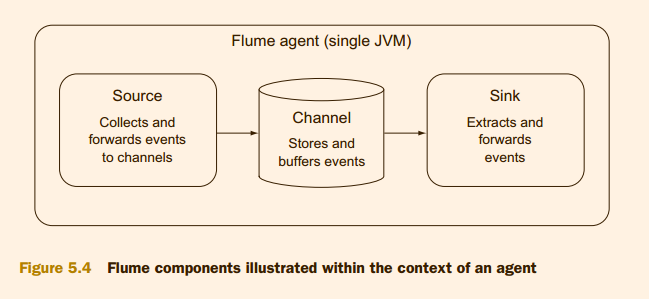 Flume agent (single JVM)
Source
Collects and
forwards events
to channels
Channel
Stores and
buffers events
Sink
Extracts and
forwards
events
Figure 5.4 Flume components illustrated within the context of an agent